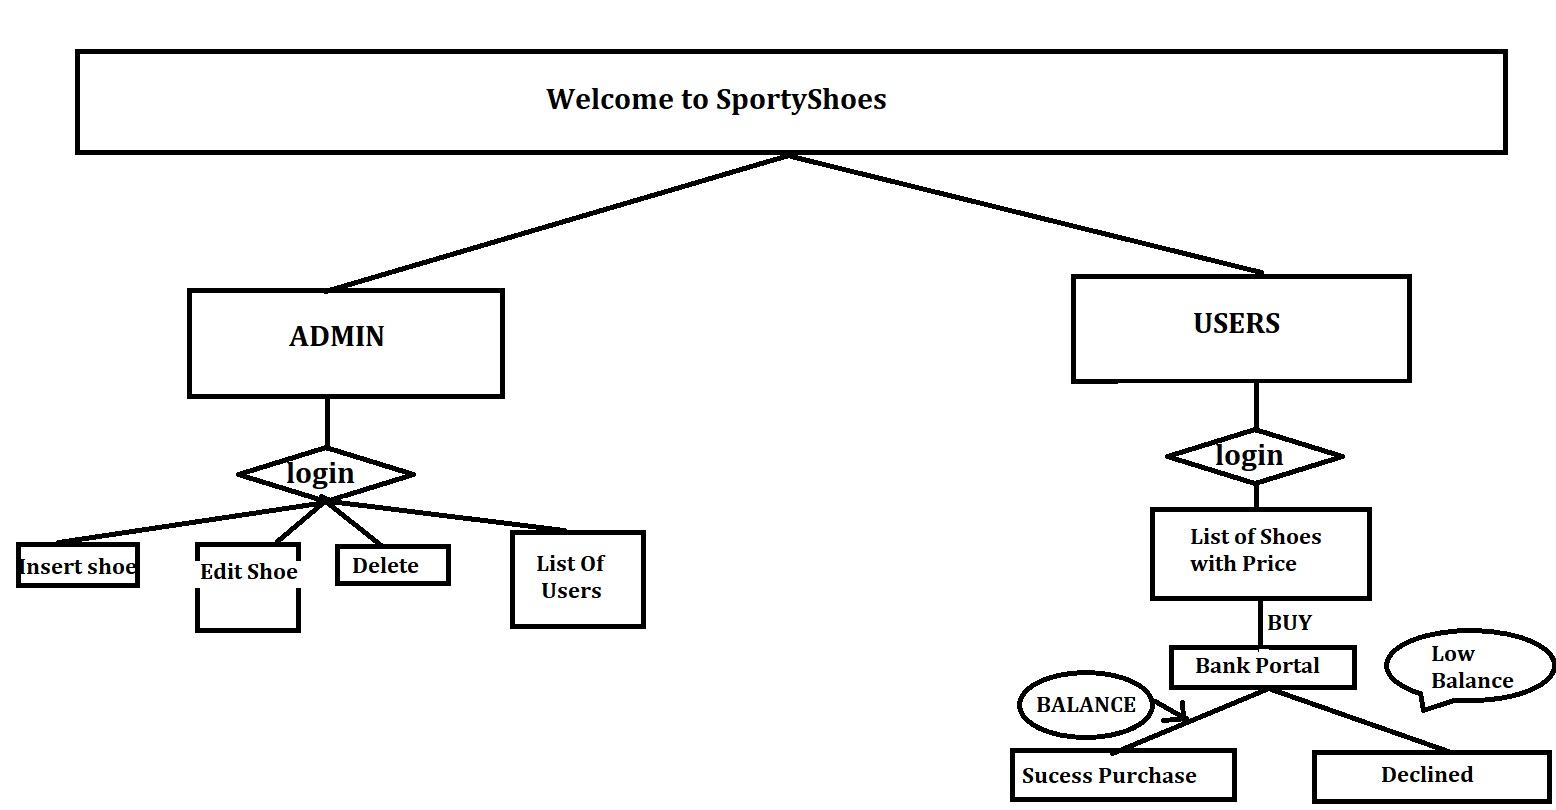 Welcome to SportyShoes
ADMIN
USERS
login
login
Insert shoe
Edit Shoe
Delete
List Of
Users
List of Shoes
with Price
BUY
Bank Portal
Low
Balance
BALANCE
Sucess Purchase
Declined